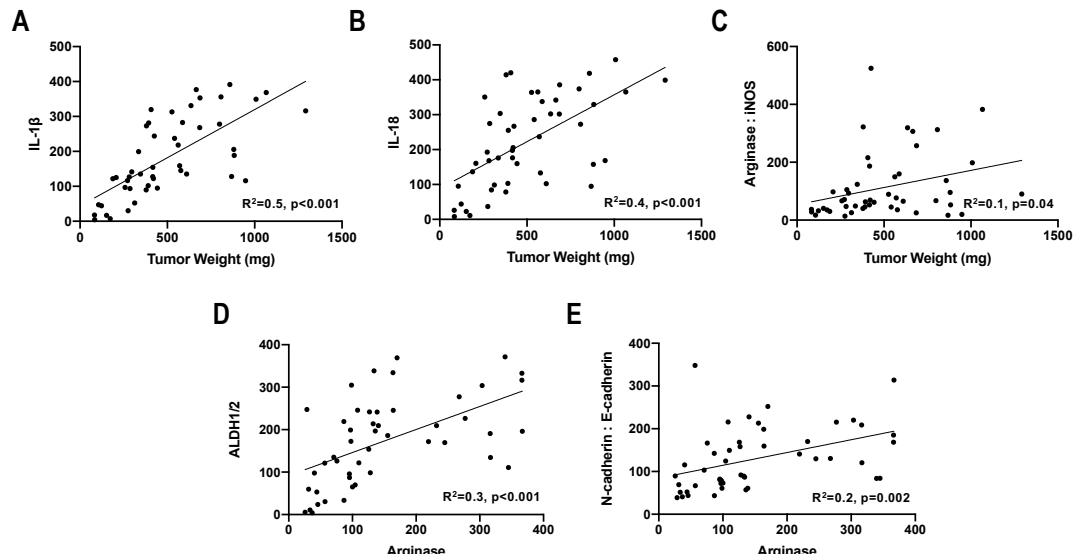 A
IL-1β
500
400
300
200
100
0
0
500
1000
1500
R²=0.5, p<0.001
Tumor Weight (mg)
B
IL-18
500
400
300
200
100
0
0
500
1000
1500
R²=0.4, p<0.001
Tumor Weight (mg)
C
Arginase : iNOS
600
400
200
0
0
500
1000
1500
R²=0.1, p=0.04
Tumor Weight (mg)
D
ALDH1/2
400
300
200
100
0
0
100
200
300
400
R²=0.3, p<0.001
Arginase
E
N-cadherin : E-cadherin
400
300
200
100
0
0
100
200
300
400
R²=0.2, p=0.002
Arginase